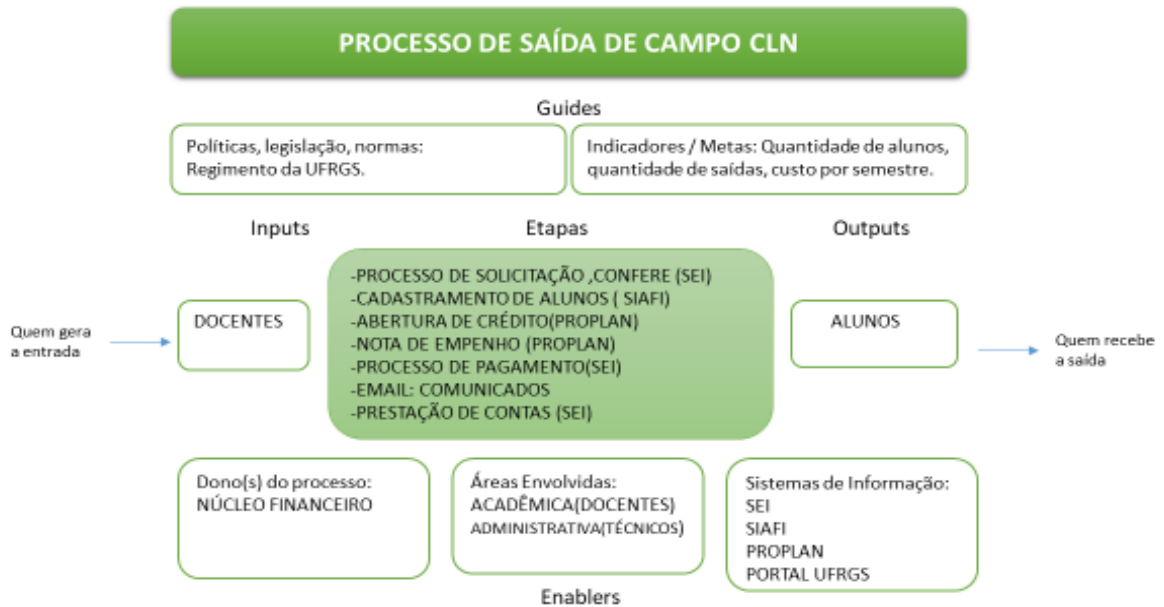 PROCESSO DE SAÍDA DE CAMPO CLN
Guides
Políticas, legislação, normas:
Regimento da UFRGS.
Indicadores / Metas: Quantidade de alunos,
quantidade de saídas, custo por semestre.
Inputs
Etapas
Outputs
Quem gera
a entrada
DOCENTES
-PROCESSO DE SOLICITAÇÃO ,CONFERE (SEI)
-CADASTRAMENTO DE ALUNOS ( SIAFI)
-ABERTURA DE CRÉDITO(PROPLAN)
-NOTA DE EMPENHO (PROPLAN)
-PROCESSO DE PAGAMENTO(SEI)
-EMAIL: COMUNICADOS
-PRESTAÇÃO DE CONTAS (SEI)
ALUNOS
Quem recebe
a saída
Dono(s) do processo:
NÚCLEO FINANCEIRO
Áreas Envolvidas:
ACADÊMICA(DOCENTES)
ADMINISTRATIVA(TÉCNICOS)
Sistemas de Informação:
SEI
SIAFI
PROPLAN
PORTAL UFRGS
Enablers